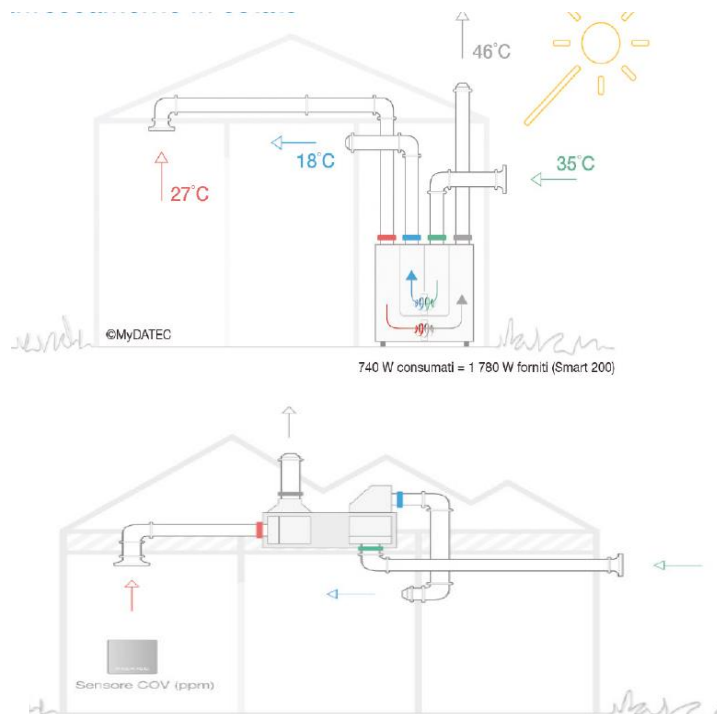 46°C
18°C
35°C
27°C
©MyDATEC
740 W consumati = 1 780 W forniti (Smart 200)
Sensore COV (ppm)